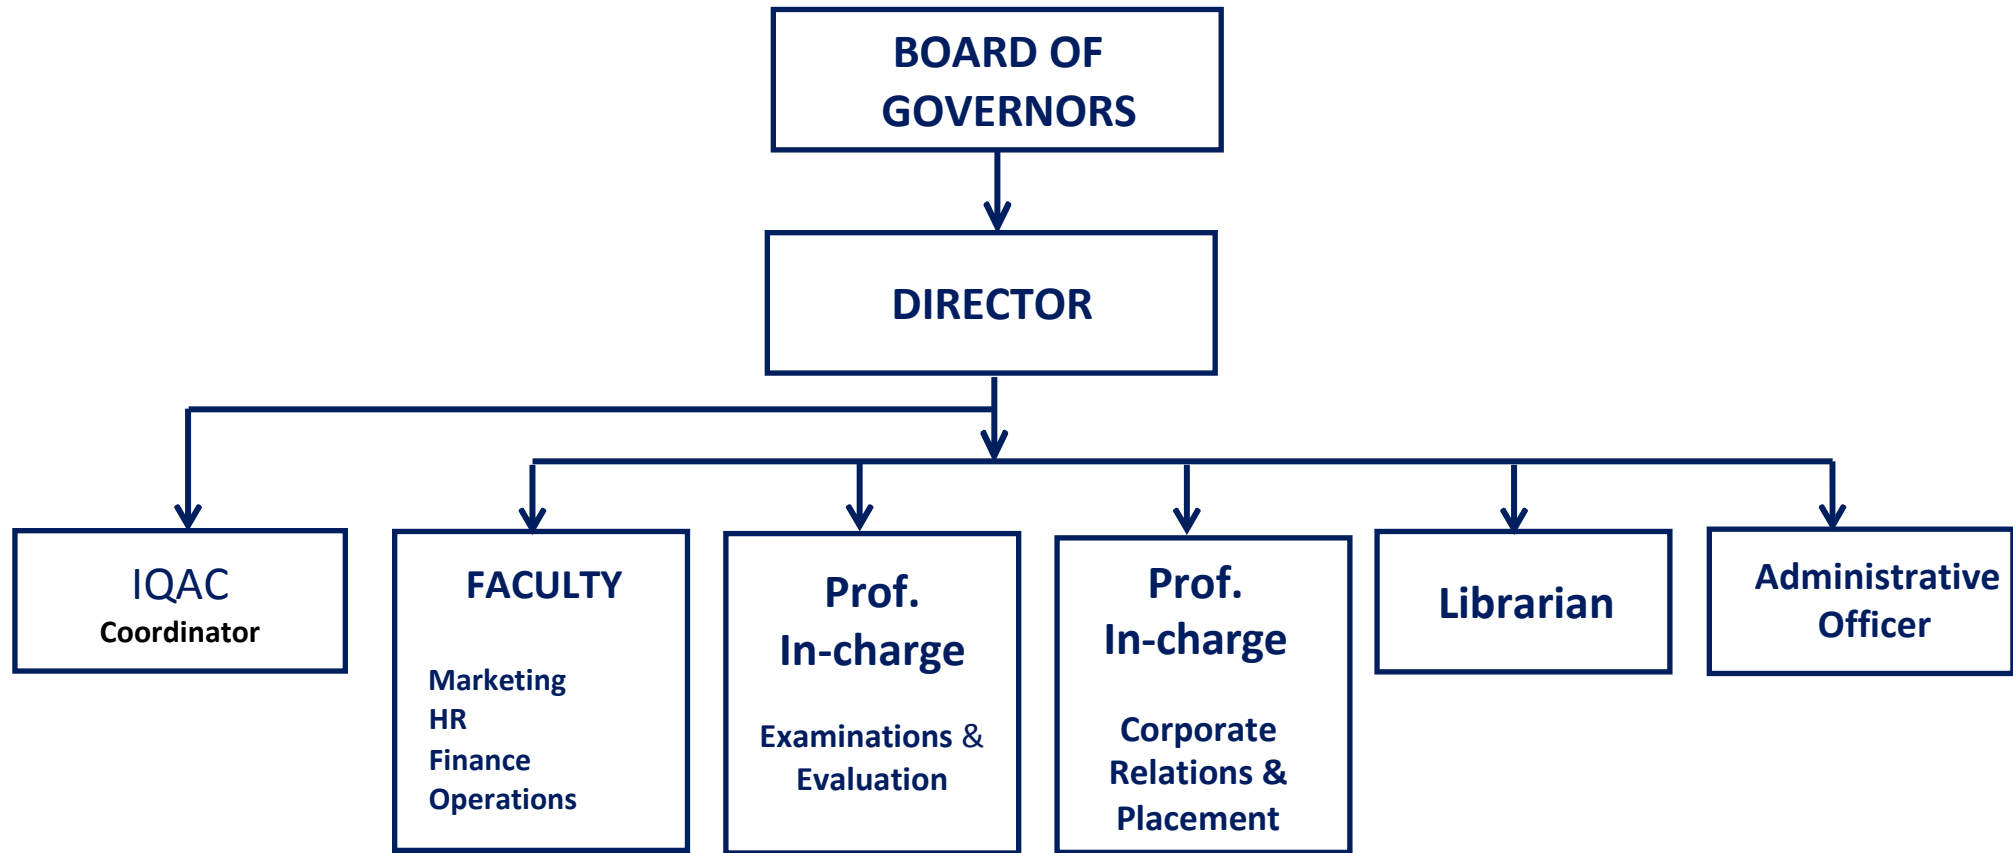 BOARD OF
GOVERNORS
DIRECTOR
IQAC
Coordinator
FACULTY
Marketing
HR
Finance
Operations
Prof.
In-charge
Examinations &
Evaluation
Prof.
In-charge
Corporate
Relations &
Placement
Librarian
Administrative
Officer